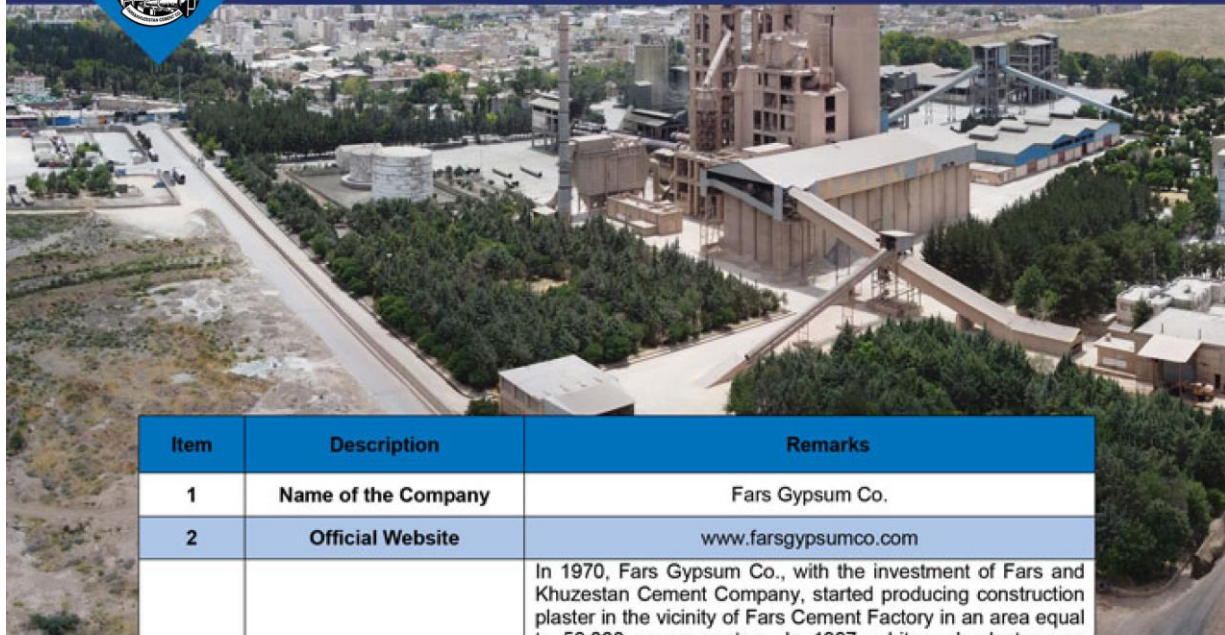 Item Description Remarks
1 Name of the Company Fars Gypsum Co.
2 Official Website www.farsgypsumco.com
In 1970, Fars Gypsum Co., with the investment of Fars and
Khuzestan Cement Company, started producing construction
plaster in the vicinity of Fars Cement Factory in an area equal